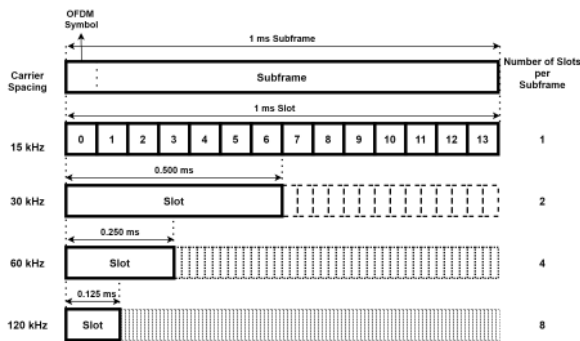 OFDM
Symbol
1 ms Subframe
Carrier
Spacing
Subframe
Number of Slots
per
Subframe
1 ms Slot
15 kHz 0 1 2 3 4 5 6 7 8 9 10 11 12 13 1
0.500 ms
30 kHz Slot 2
0.250 ms
60 kHz Slot 4
0.125 ms
120 kHz Slot 8